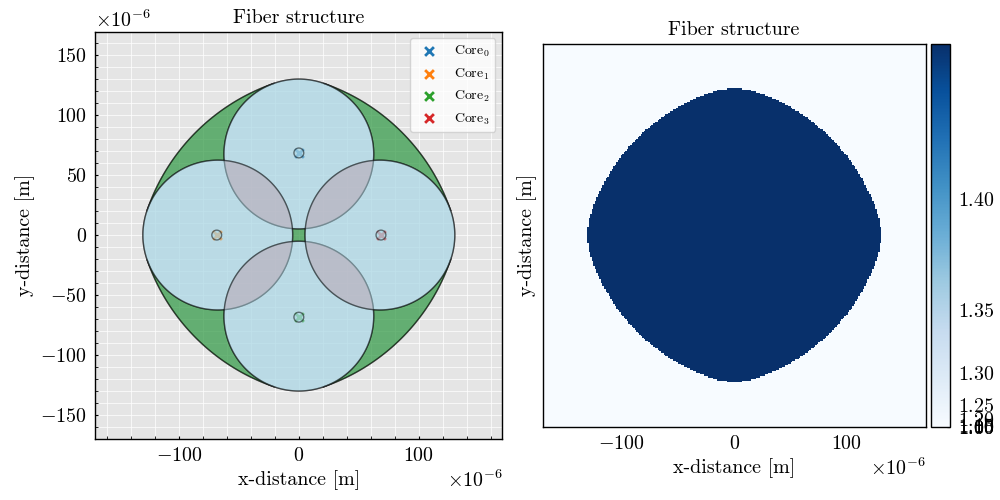 Fiber structure
×10⁻⁶
Core₀
Core₁
Core₂
Core₃
150
100
50
0
−50
−100
−150
y-distance [m]
−100 0 100
x-distance [m]
×10⁻⁶
Fiber structure
y-distance [m]
−100 0 100
x-distance [m]
×10⁻⁶
1.40
1.35
1.30
1.25
1.20